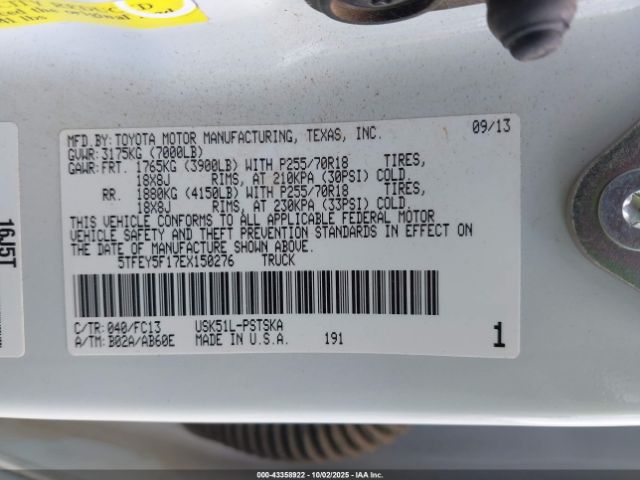 D
MFD.BY: TOYOTA MOTOR MANUFACTURING, TEXAS, INC. 09/13
GVWR: 3175KG (7000LB)
GAWR: FRT. 1765KG (3900LB) WITH P255/70R18 TIRES,
18X8J RIMS, AT 210KPA (30PSI) COLD.
RR. 1880KG (4150LB) WITH P255/70R18 TIRES,
18X8J RIMS, AT 230KPA (33PSI) COLD.
THIS VEHICLE CONFORMS TO ALL APPLICABLE FEDERAL MOTOR
VEHICLE SAFETY AND THEFT PREVENTION STANDARDS IN EFFECT ON
THE DATE OF MANUFACTURE SHOWN ABOVE.
5TFEY5F17EX150276 TRUCK
C/TR: 040/FC13 USK51L-PSTSKA
A/TM: B02A/AB60E MADE IN U.S.A. 191 1
16J5T
000-43358922 | 10/02/2025 | IAA Inc.